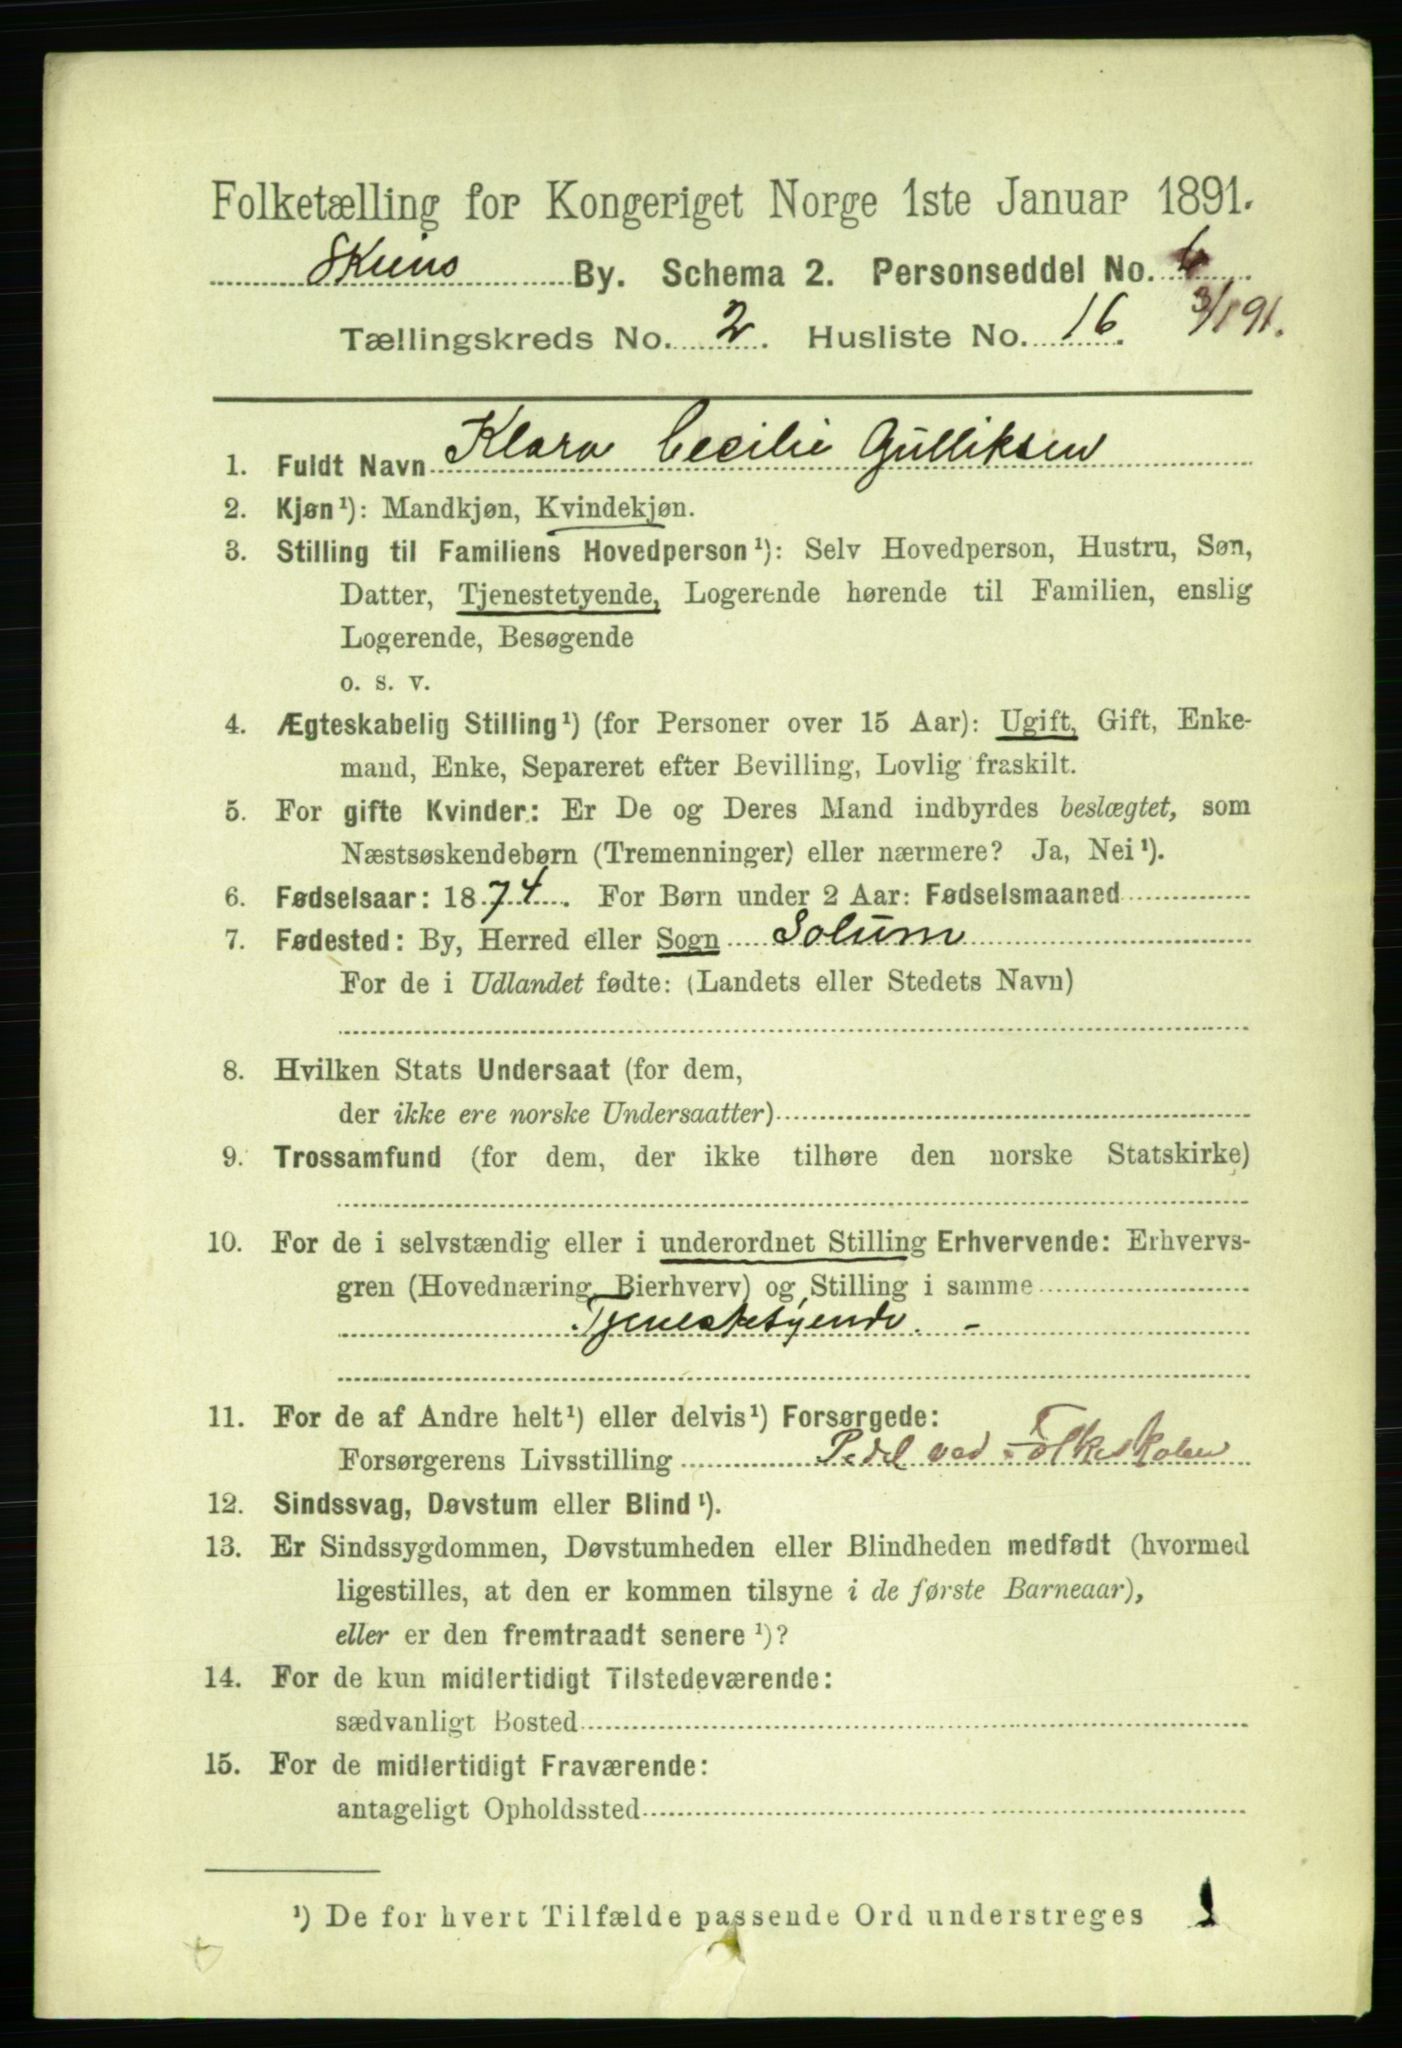 Folketælling for Kongeriget Norge 1ste Januar 1891.
Skiens By. Schema 2. Personseddel No. 6
Tællingskreds No. 2. Husliste No. 16. 3/1 91.
1. Fuldt Navn Klara Cecilie Gulliksen
2. Kjøn¹): Mandkjøn, Kvindekjøn.
3. Stilling til Familiens Hovedperson¹): Selv Hovedperson, Hustru, Søn,
Datter, Tjenestetyende, Logerende hørende til Familien, enslig
Logerende, Besøgende
o. s. v.
4. Ægteskabelig Stilling¹) (for Personer over 15 Aar): Ugift, Gift, Enke-
mand, Enke, Separeret efter Bevilling, Lovlig fraskilt.
5. For gifte Kvinder: Er De og Deres Mand indbyrdes beslægtet, som
Næstsøskendebørn (Tremenninger) eller nærmere? Ja, Nei¹).
6. Fødselsaar: 1874. For Børn under 2 Aar: Fødselsmaaned
7. Fødested: By, Herred eller Sogn Solum
For de i Udlandet fødte: (Landets eller Stedets Navn)
8. Hvilken Stats Undersaat (for dem,
der ikke ere norske Undersaatter)
9. Trossamfund (for dem, der ikke tilhøre den norske Statskirke)
10. For de i selvstændig eller i underordnet Stilling Erhvervende: Erhvervs-
gren (Hovednæring, Bierhverv) og Stilling i samme
Tjenestetyende. -
11. For de af Andre helt¹) eller delvis¹) Forsørgede:
Forsørgerens Livsstilling Pedel ved Folkeskolen
12. Sindssvag, Døvstum eller Blind¹).
13. Er Sindssygdommen, Døvstumheden eller Blindheden medfødt (hvormed
ligestilles, at den er kommen tilsyne i de første Barneaar),
eller er den fremtraadt senere¹)?
14. For de kun midlertidigt Tilstedeværende:
sædvanligt Bosted
15. For de midlertidigt Fraværende:
antageligt Opholdssted
¹) De for hvert Tilfælde passende Ord understreges